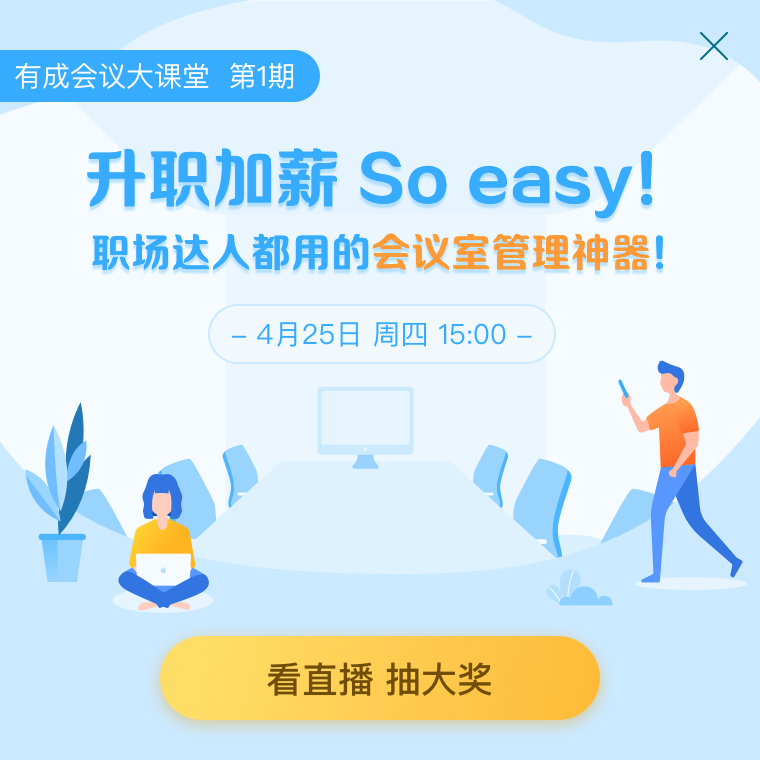 有成会议大课堂 第1期
升职加薪 So easy!
职场达人都用的会议室管理神器!
– 4月25日 周四 15:00 –
看直播 抽大奖